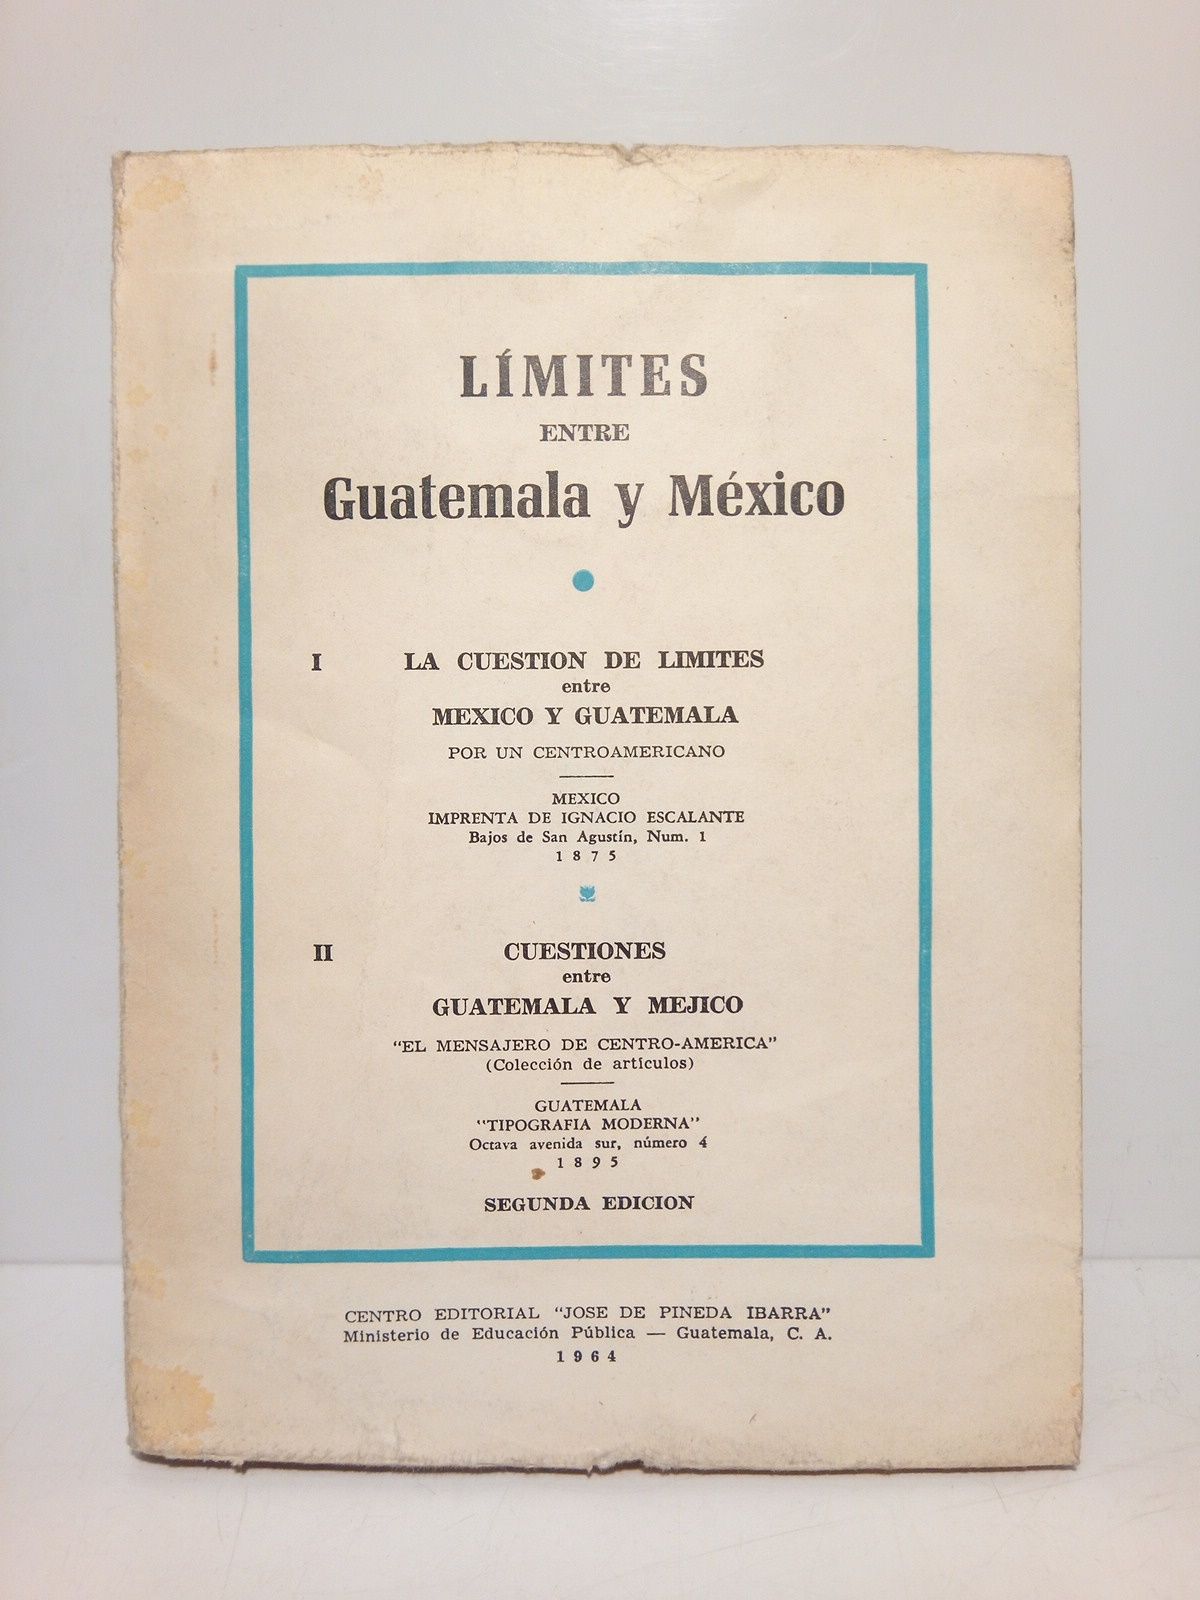 LÍMITES
ENTRE
Guatemala y México
I LA CUESTION DE LIMITES
entre
MEXICO Y GUATEMALA
POR UN CENTROAMERICANO
MEXICO
IMPRENTA DE IGNACIO ESCALANTE
Bajos de San Agustín, Num. 1
1875
II CUESTIONES
entre
GUATEMALA Y MEJICO
“EL MENSAJERO DE CENTRO-AMERICA”
(Colección de artículos)
GUATEMALA
“TIPOGRAFIA MODERNA”
Octava avenida sur, número 4
1895
SEGUNDA EDICION
CENTRO EDITORIAL “JOSE DE PINEDA IBARRA”
Ministerio de Educación Pública — Guatemala, C. A.
1964